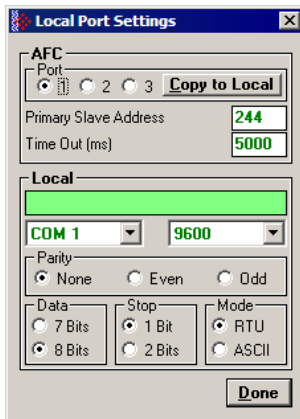 Local Port Settings
AFC
Port
1 2 3 Copy to Local
Primary Slave Address 244
Time Out (ms) 5000
Local
COM 1 9600
Parity
None Even Odd
Data Stop Mode
7 Bits 1 Bit RTU
8 Bits 2 Bits ASCII
Done